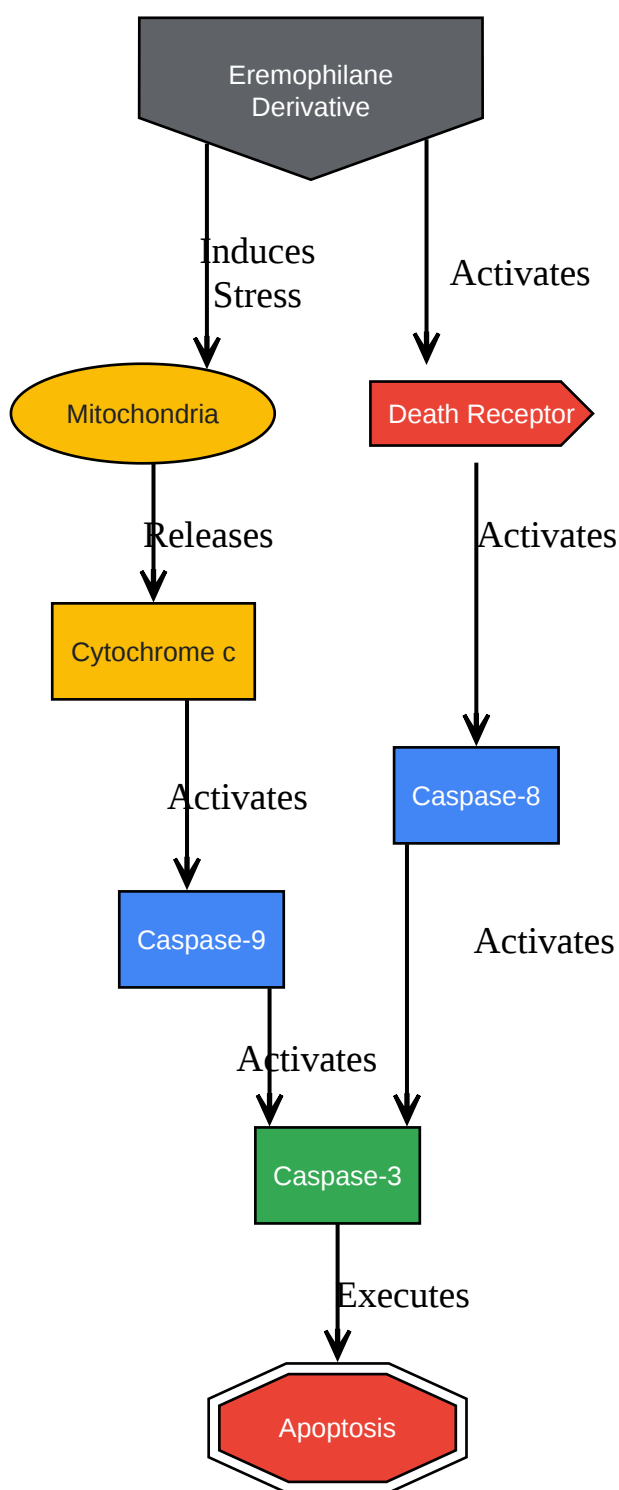 Eremophilane
Derivative
Induces
Stress
Activates
Mitochondria
Death Receptor
Releases
Activates
Cytochrome c
Activates
Caspase-8
Caspase-9
Activates
Activates
Caspase-3
Executes
Apoptosis